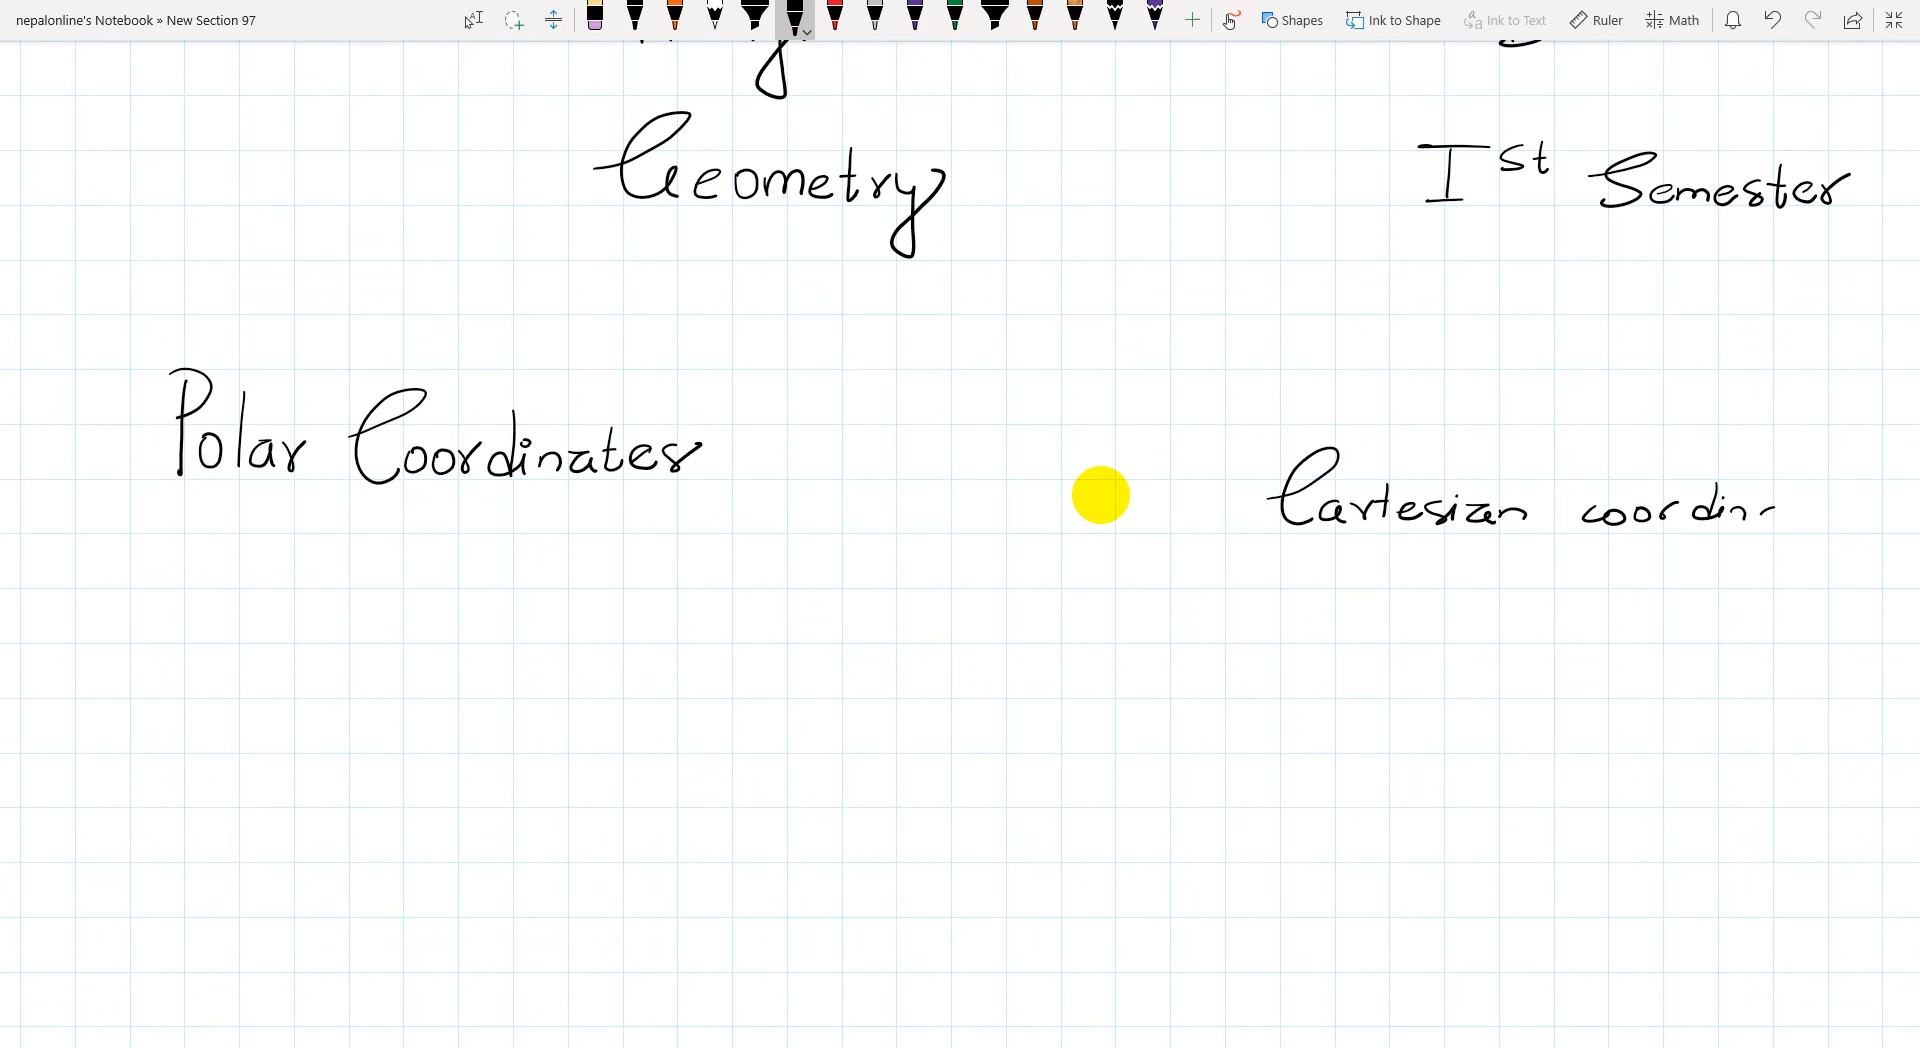 nepalonline's Notebook » New Section 97
Shapes Ink to Shape Ink to Text Ruler Math
Geometry
Ist Semester
Polar Coordinates
Cartesian coordin